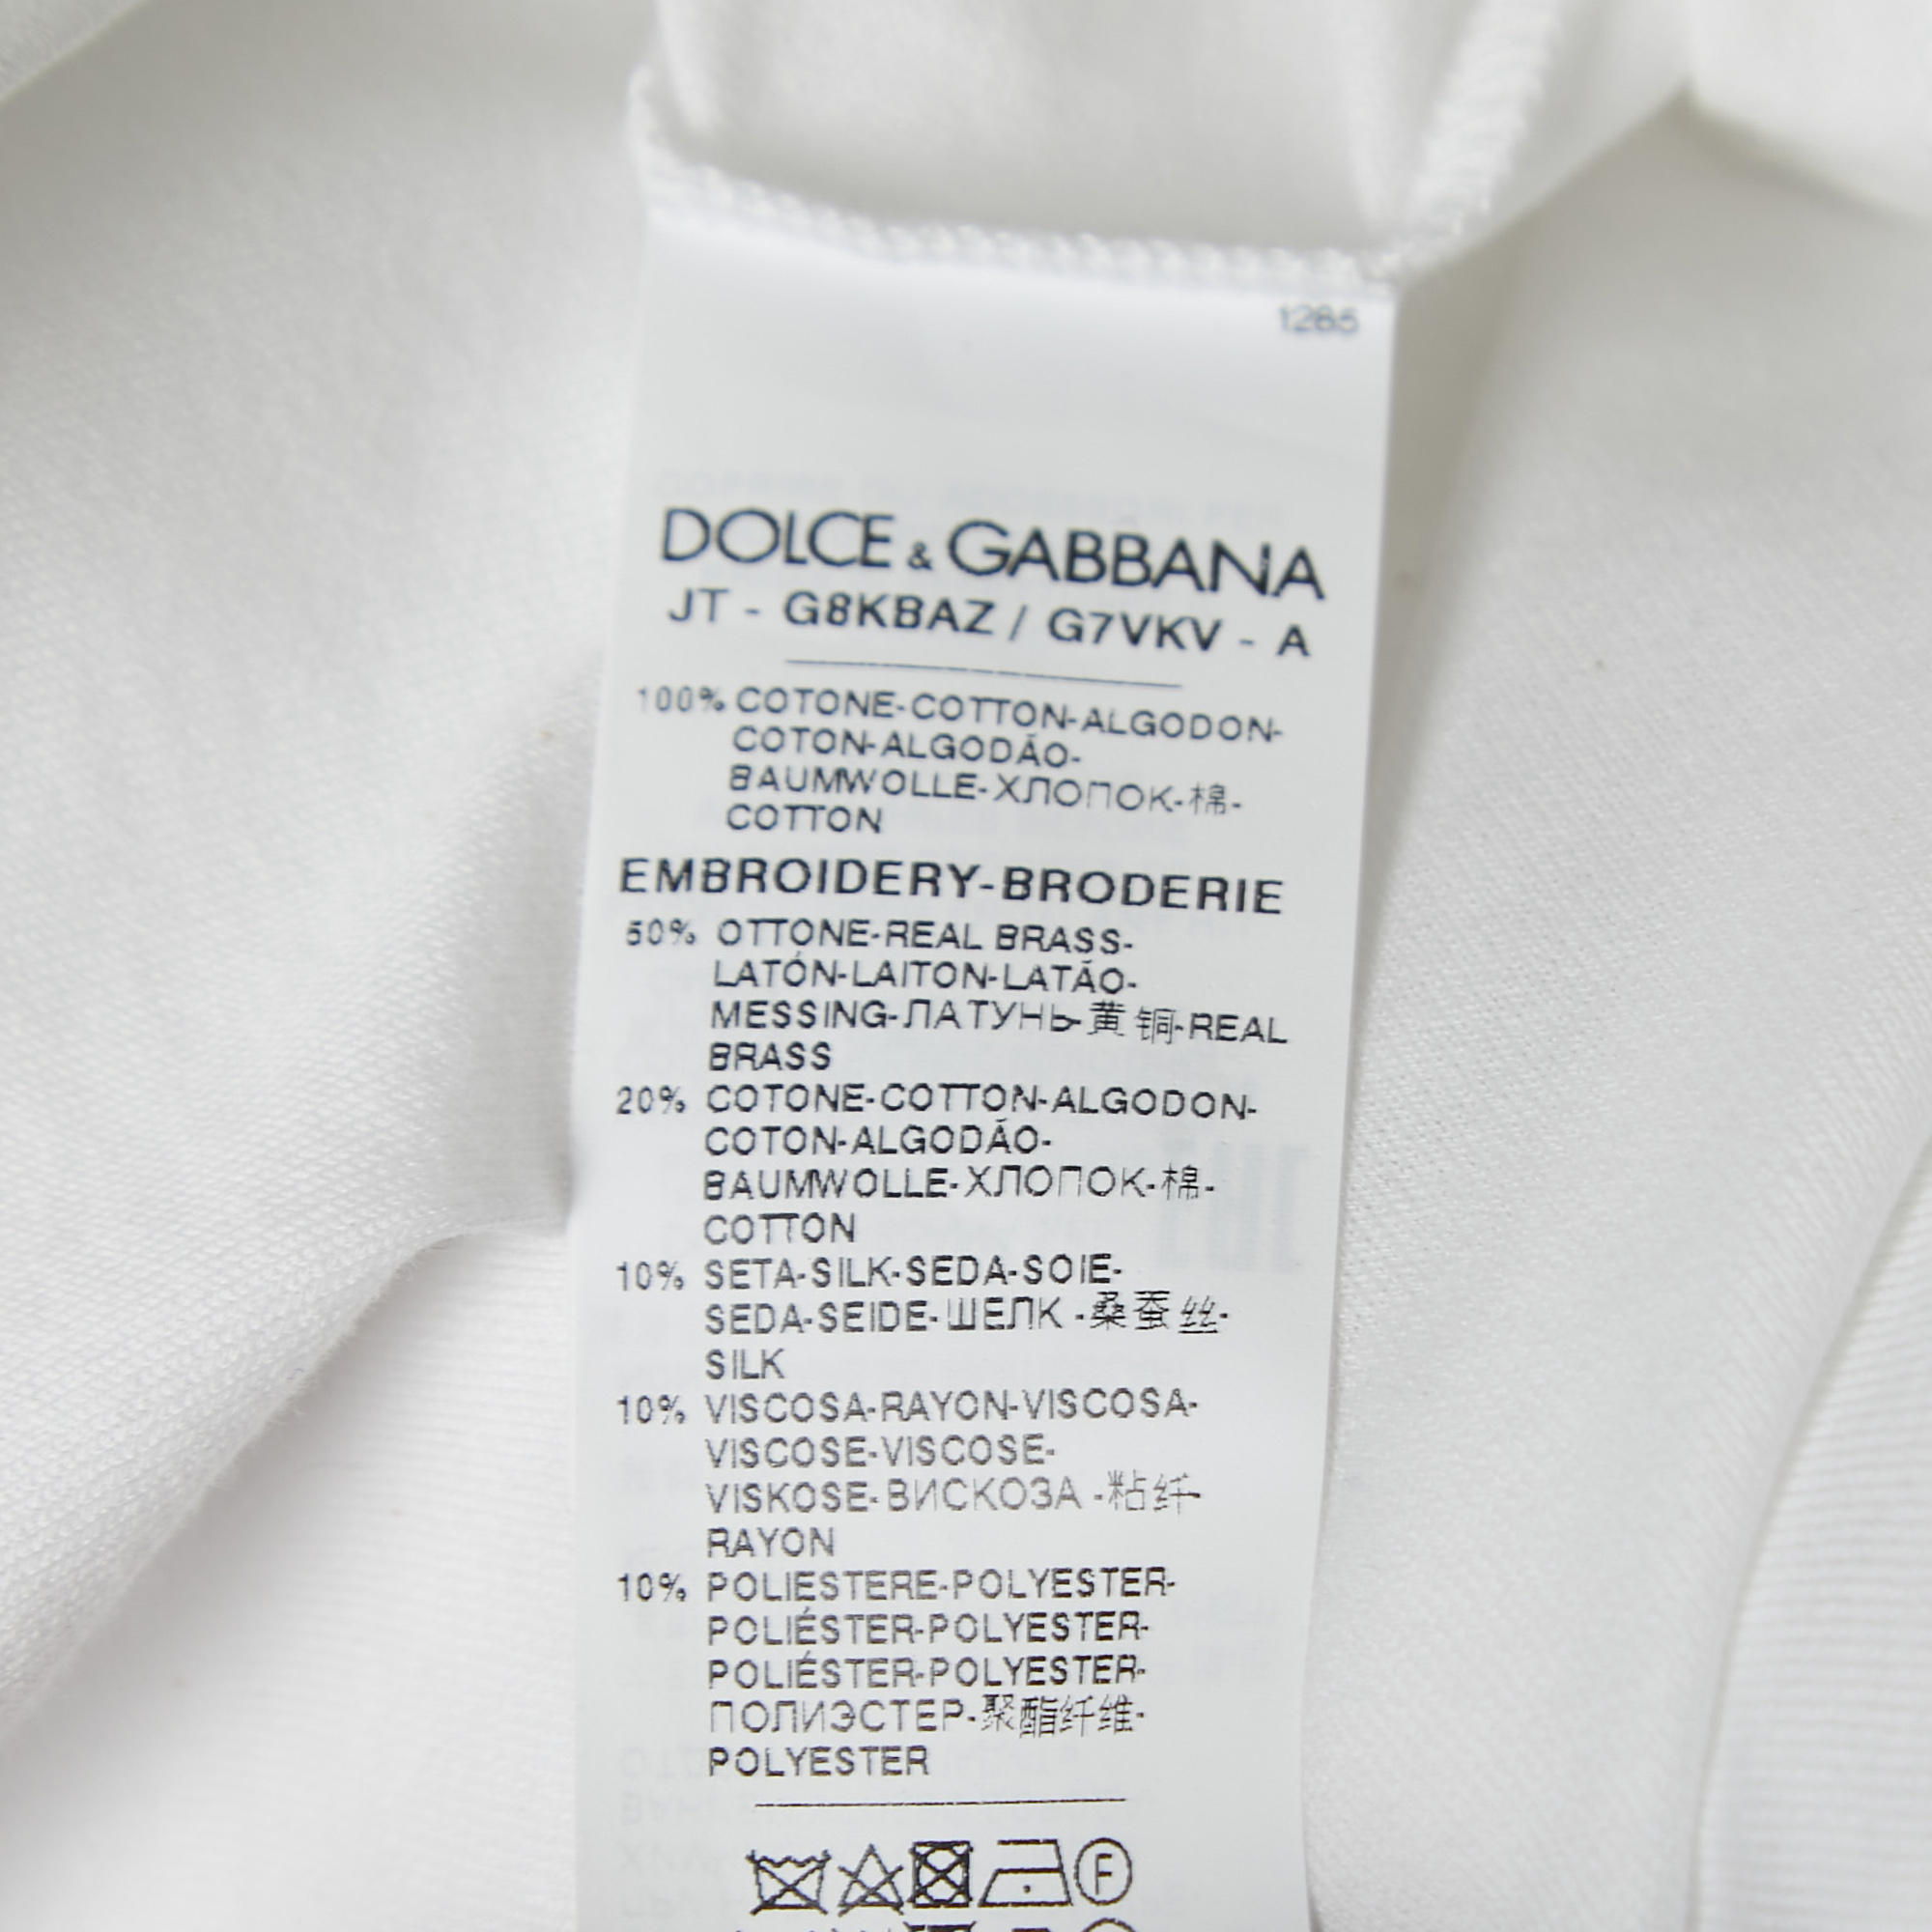 1285
DOLCE & GABBANA
JT - G8KBAZ / G7VKV - A
100% COTONE-COTTON-ALGODON-
COTON-ALGODÃO-
BAUMWOLLE-ХЛОПОК-棉-
COTTON
EMBROIDERY-BRODERIE
50% OTTONE-REAL BRASS-
LATÓN-LAITON-LATÃO-
MESSING-ЛАТУНЬ-黄铜-REAL
BRASS
20% COTONE-COTTON-ALGODON-
COTON-ALGODÃO-
BAUMWOLLE-ХЛОПОК-棉-
COTTON
10% SETA-SILK-SEDA-SOIE-
SEDA-SEIDE-ШЕЛК-桑蚕丝-
SILK
10% VISCOSA-RAYON-VISCOSA-
VISCOSE-VISCOSE-
VISKOSE-ВИСКОЗА-粘纤-
RAYON
10% POLIESTERE-POLYESTER-
POLIÉSTER-POLYESTER-
POLIÉSTER-POLYESTER-
ПОЛИЭСТЕР-聚酯纤维-
POLYESTER
F